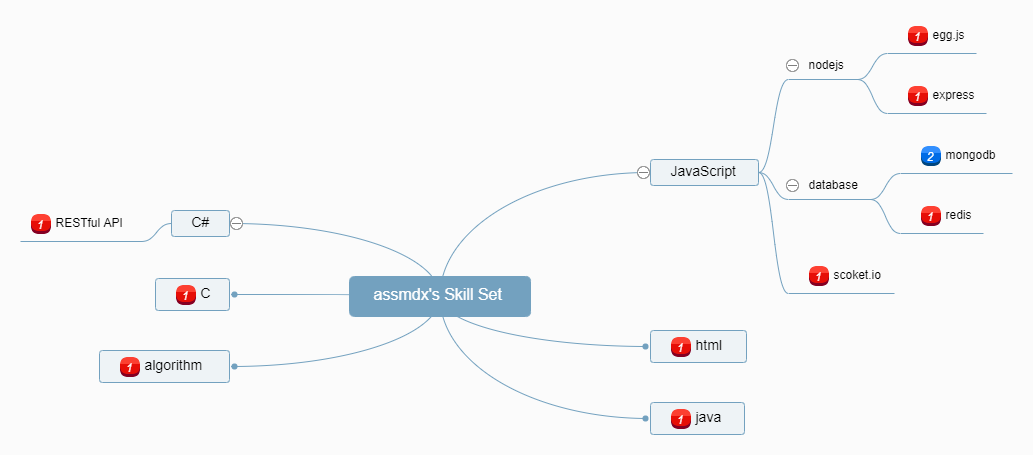 assmdx's Skill Set
JavaScript
nodejs
1 egg.js
1 express
database
2 mongodb
1 redis
1 scoket.io
1 html
1 java
C#
1 RESTful API
1 C
1 algorithm